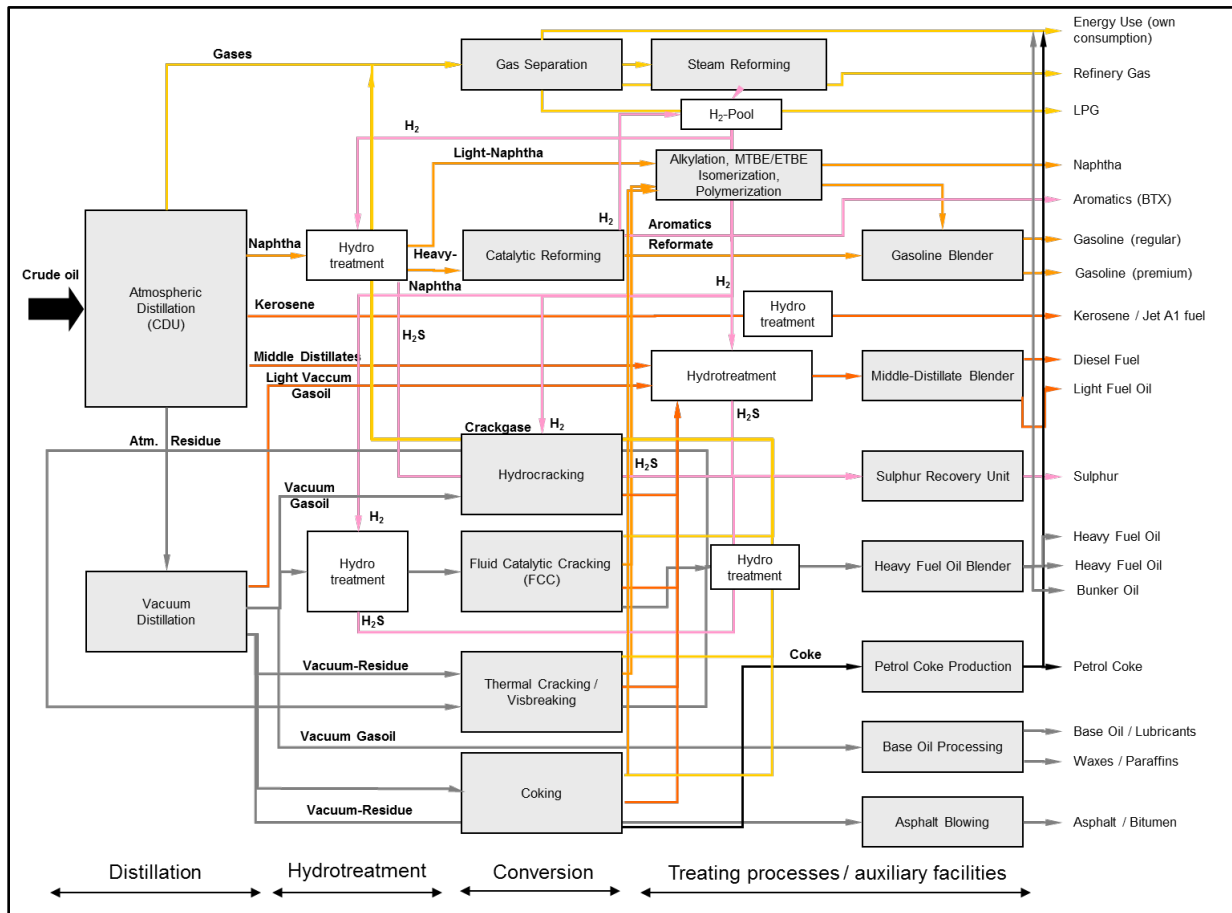 Energy Use (own
consumption)
Gases
Gas Separation
Steam Reforming
Refinery Gas
H₂-Pool
LPG
H₂
Light-Naphtha
Alkylation, MTBE/ETBE
Isomerization,
Polymerization
Naphtha
Aromatics (BTX)
H₂
Aromatics
Naphtha
Hydro
treatment
Heavy-
Naphtha
Catalytic Reforming
Reformate
Gasoline Blender
Gasoline (regular)
Gasoline (premium)
Crude oil
Atmospheric
Distillation
(CDU)
H₂
Kerosene
Hydro
treatment
Kerosene / Jet A1 fuel
H₂S
Middle Distillates
Light Vaccum
Gasoil
Hydrotreatment
Middle-Distillate Blender
Diesel Fuel
Light Fuel Oil
H₂S
Atm. Residue
Crackgase
H₂
Hydrocracking
H₂S
Sulphur Recovery Unit
Sulphur
Vacuum
Gasoil
H₂
Hydro
treatment
Fluid Catalytic Cracking
(FCC)
Hydro
treatment
Heavy Fuel Oil Blender
Heavy Fuel Oil
Heavy Fuel Oil
Bunker Oil
Vacuum
Distillation
H₂S
Vacuum-Residue
Thermal Cracking /
Visbreaking
Coke
Petrol Coke Production
Petrol Coke
Vacuum Gasoil
Base Oil Processing
Base Oil / Lubricants
Waxes / Paraffins
Coking
Vacuum-Residue
Asphalt Blowing
Asphalt / Bitumen
Distillation
Hydrotreatment
Conversion
Treating processes / auxiliary facilities